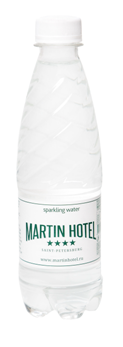 sparkling water
MARTIN HOTEL
★★★★
SAINT PETERSBURG
www.martinhotel.ru